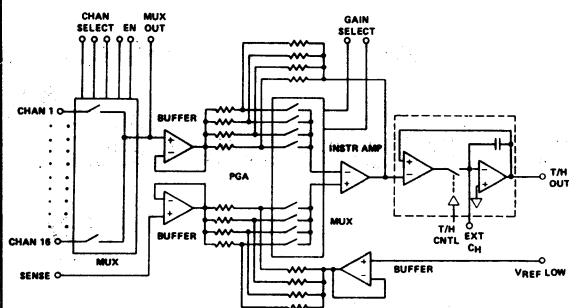 CHAN
SELECT
EN
MUX
OUT
GAIN
SELECT
CHAN 1
BUFFER
INSTR AMP
PGA
T/H
OUT
MUX
T/H
CNTL
EXT
CH
CHAN 16
BUFFER
MUX
SENSE
BUFFER
VREF LOW